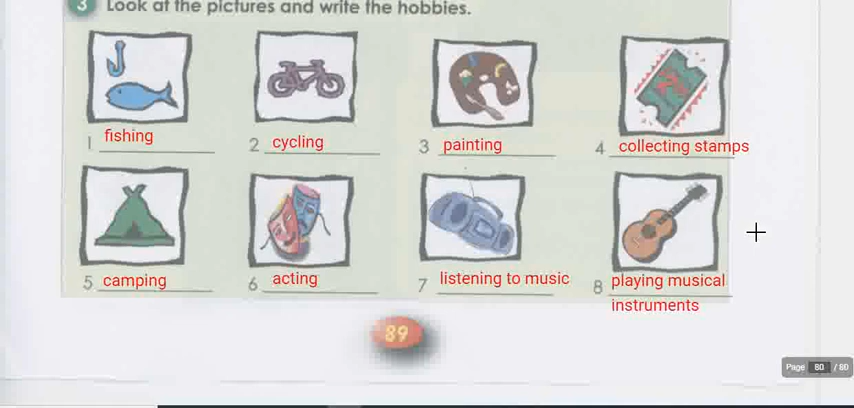 3 Look at the pictures and write the hobbies.
1 fishing
2 cycling
3 painting
4 collecting stamps
5 camping
6 acting
7 listening to music
8 playing musical
instruments
89
Page 80 / 80